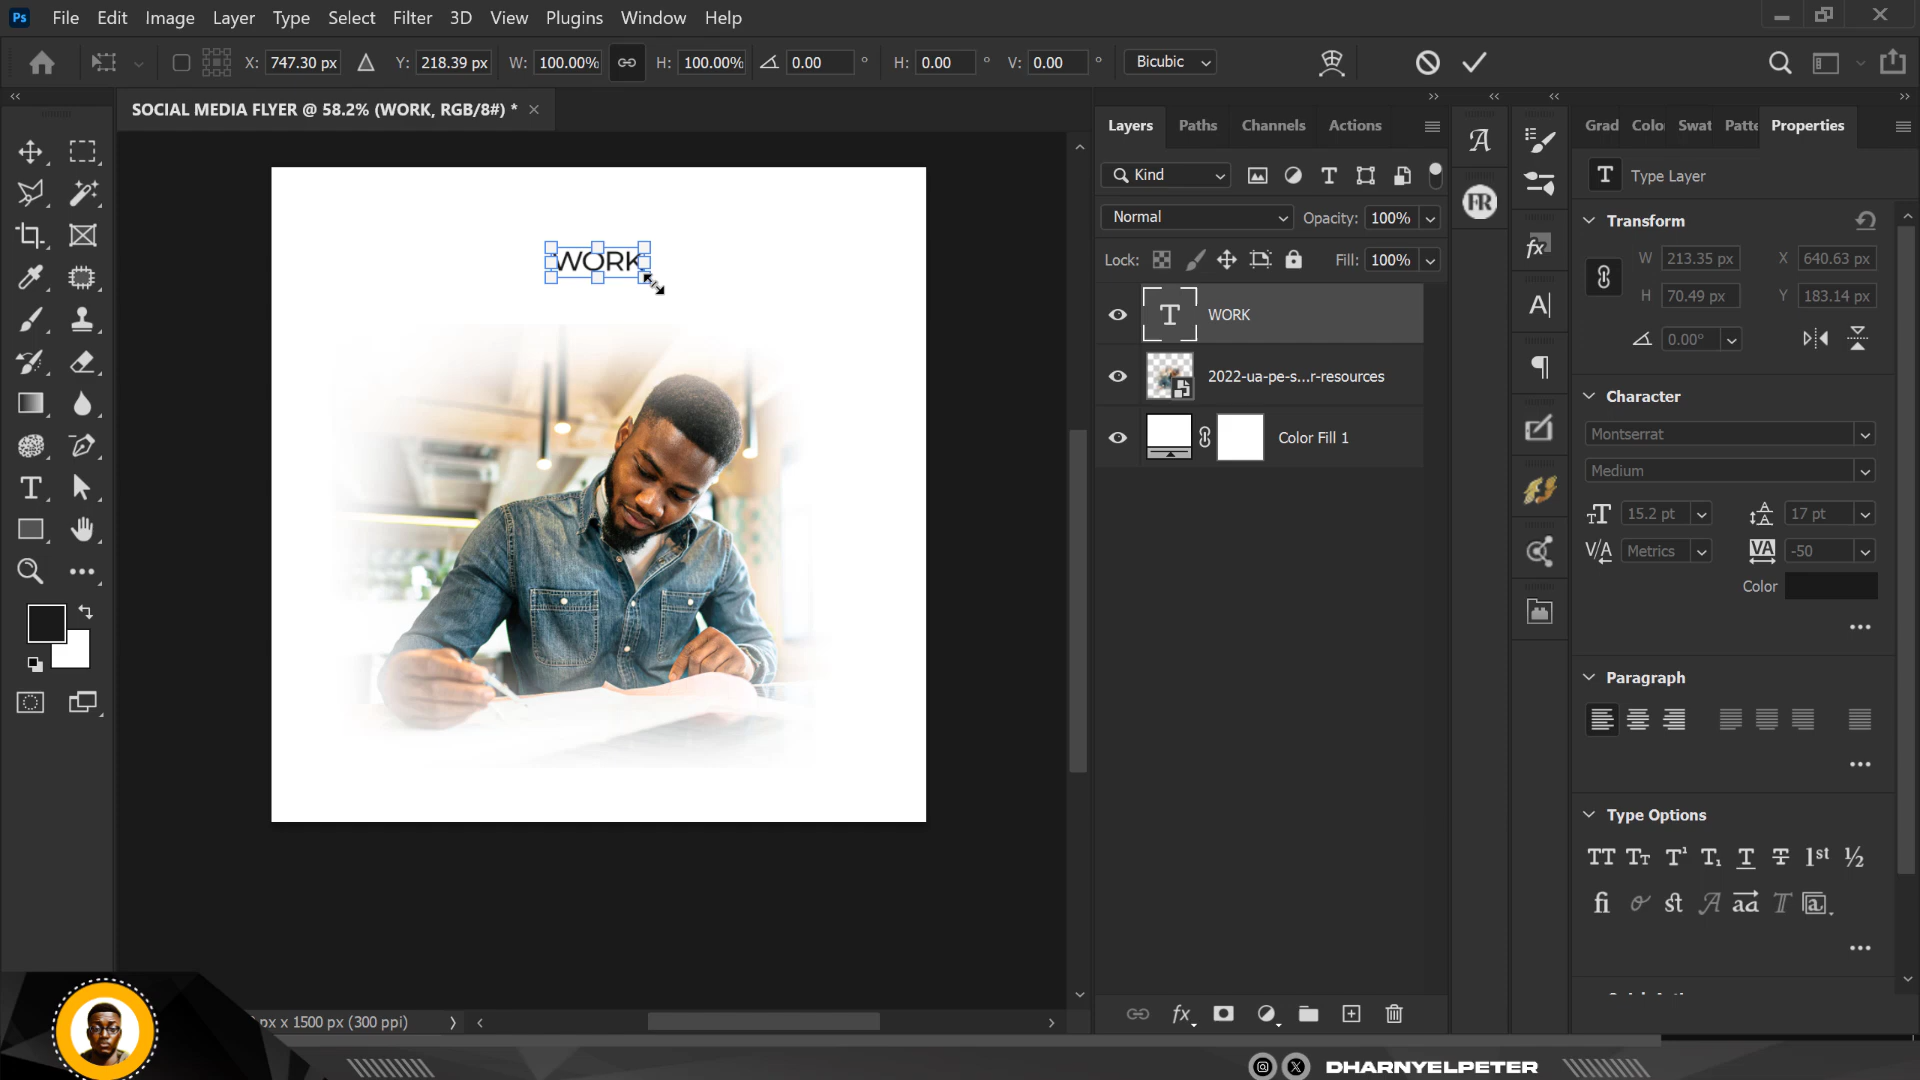 Ps File Edit Image Layer Type Select Filter 3D View Plugins Window Help
X: 747.30 px Y: 218.39 px W: 100.00% H: 100.00% 0.00 ° H: 0.00 ° V: 0.00 ° Bicubic
SOCIAL MEDIA FLYER @ 58.2% (WORK, RGB/8#) * ×
Layers Paths Channels Actions
Grad Colo Swat Patte Properties
Kind
T Type Layer
Normal Opacity: 100%
Transform
Lock: Fill: 100%
W 213.35 px X 640.63 px
H 70.49 px Y 183.14 px
WORK
T WORK
0.00°
2022-ua-pe-s...r-resources
Character
Montserrat
Color Fill 1
Medium
15.2 pt 17 pt
Metrics -50
Color
Paragraph
Type Options
TT Tт T¹ T₁ T T 1st ½
fi st A aa T a
px x 1500 px (300 ppi)
FR
DHARNYELPETER